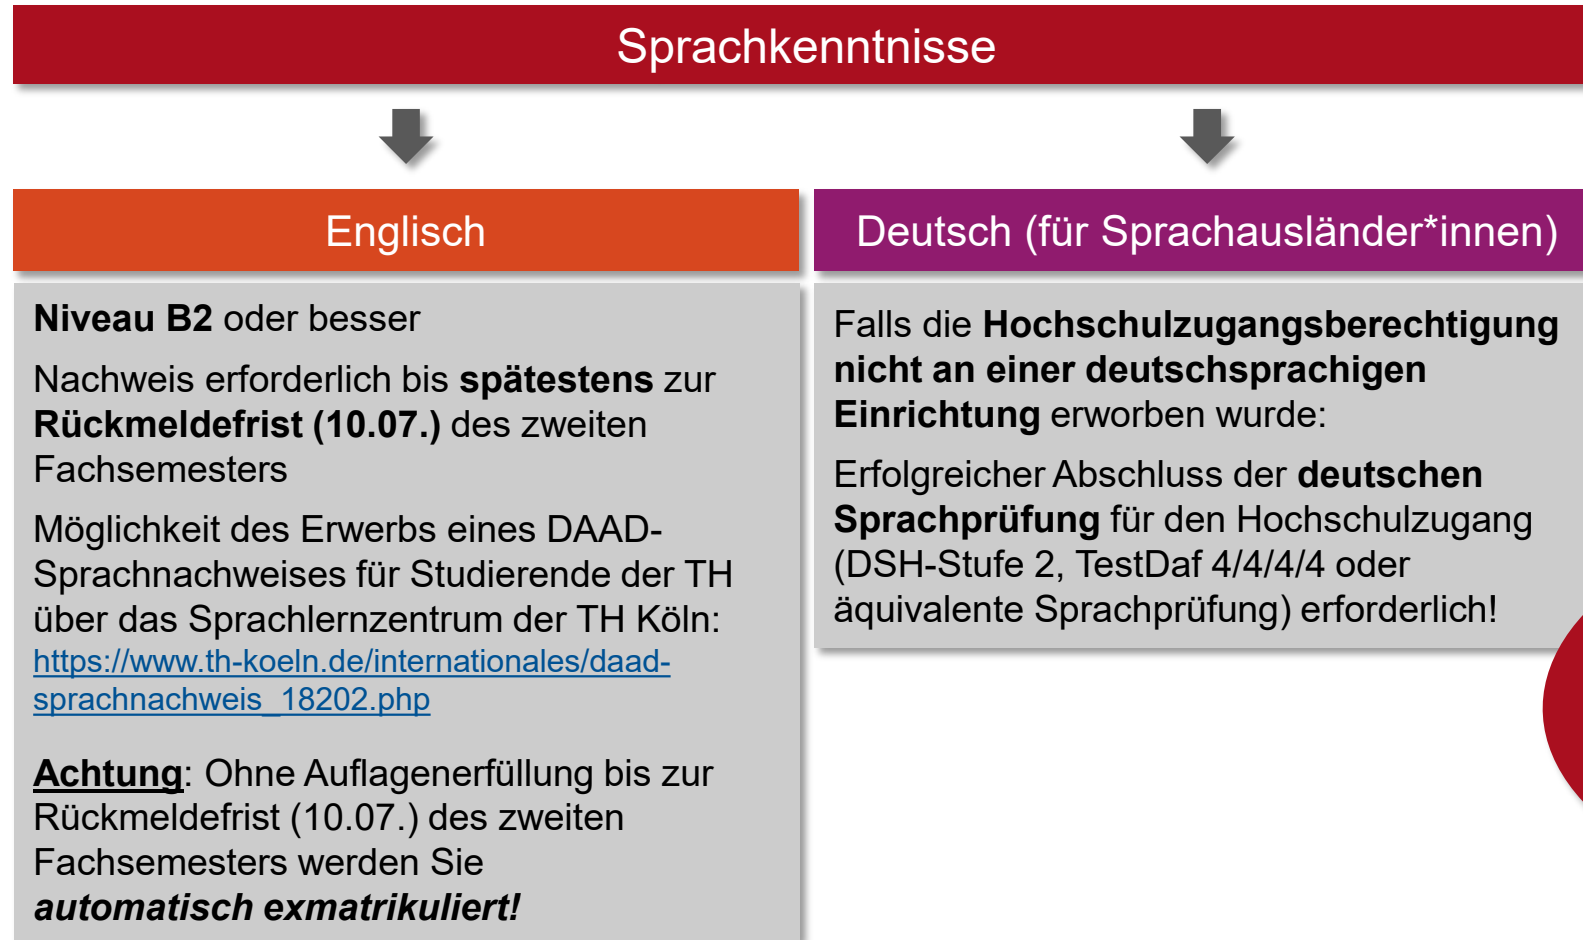 Sprachkenntnisse
Englisch
Niveau B2 oder besser
Nachweis erforderlich bis spätestens zur
Rückmeldefrist (10.07.) des zweiten
Fachsemesters
Möglichkeit des Erwerbs eines DAAD-
Sprachnachweises für Studierende der TH
über das Sprachlernzentrum der TH Köln:
https://www.th-koeln.de/internationales/daad-
sprachnachweis_18202.php
Achtung: Ohne Auflagenerfüllung bis zur
Rückmeldefrist (10.07.) des zweiten
Fachsemesters werden Sie
automatisch exmatrikuliert!
Deutsch (für Sprachausländer*innen)
Falls die Hochschulzugangsberechtigung
nicht an einer deutschsprachigen
Einrichtung erworben wurde:
Erfolgreicher Abschluss der deutschen
Sprachprüfung für den Hochschulzugang
(DSH-Stufe 2, TestDaf 4/4/4/4 oder
äquivalente Sprachprüfung) erforderlich!